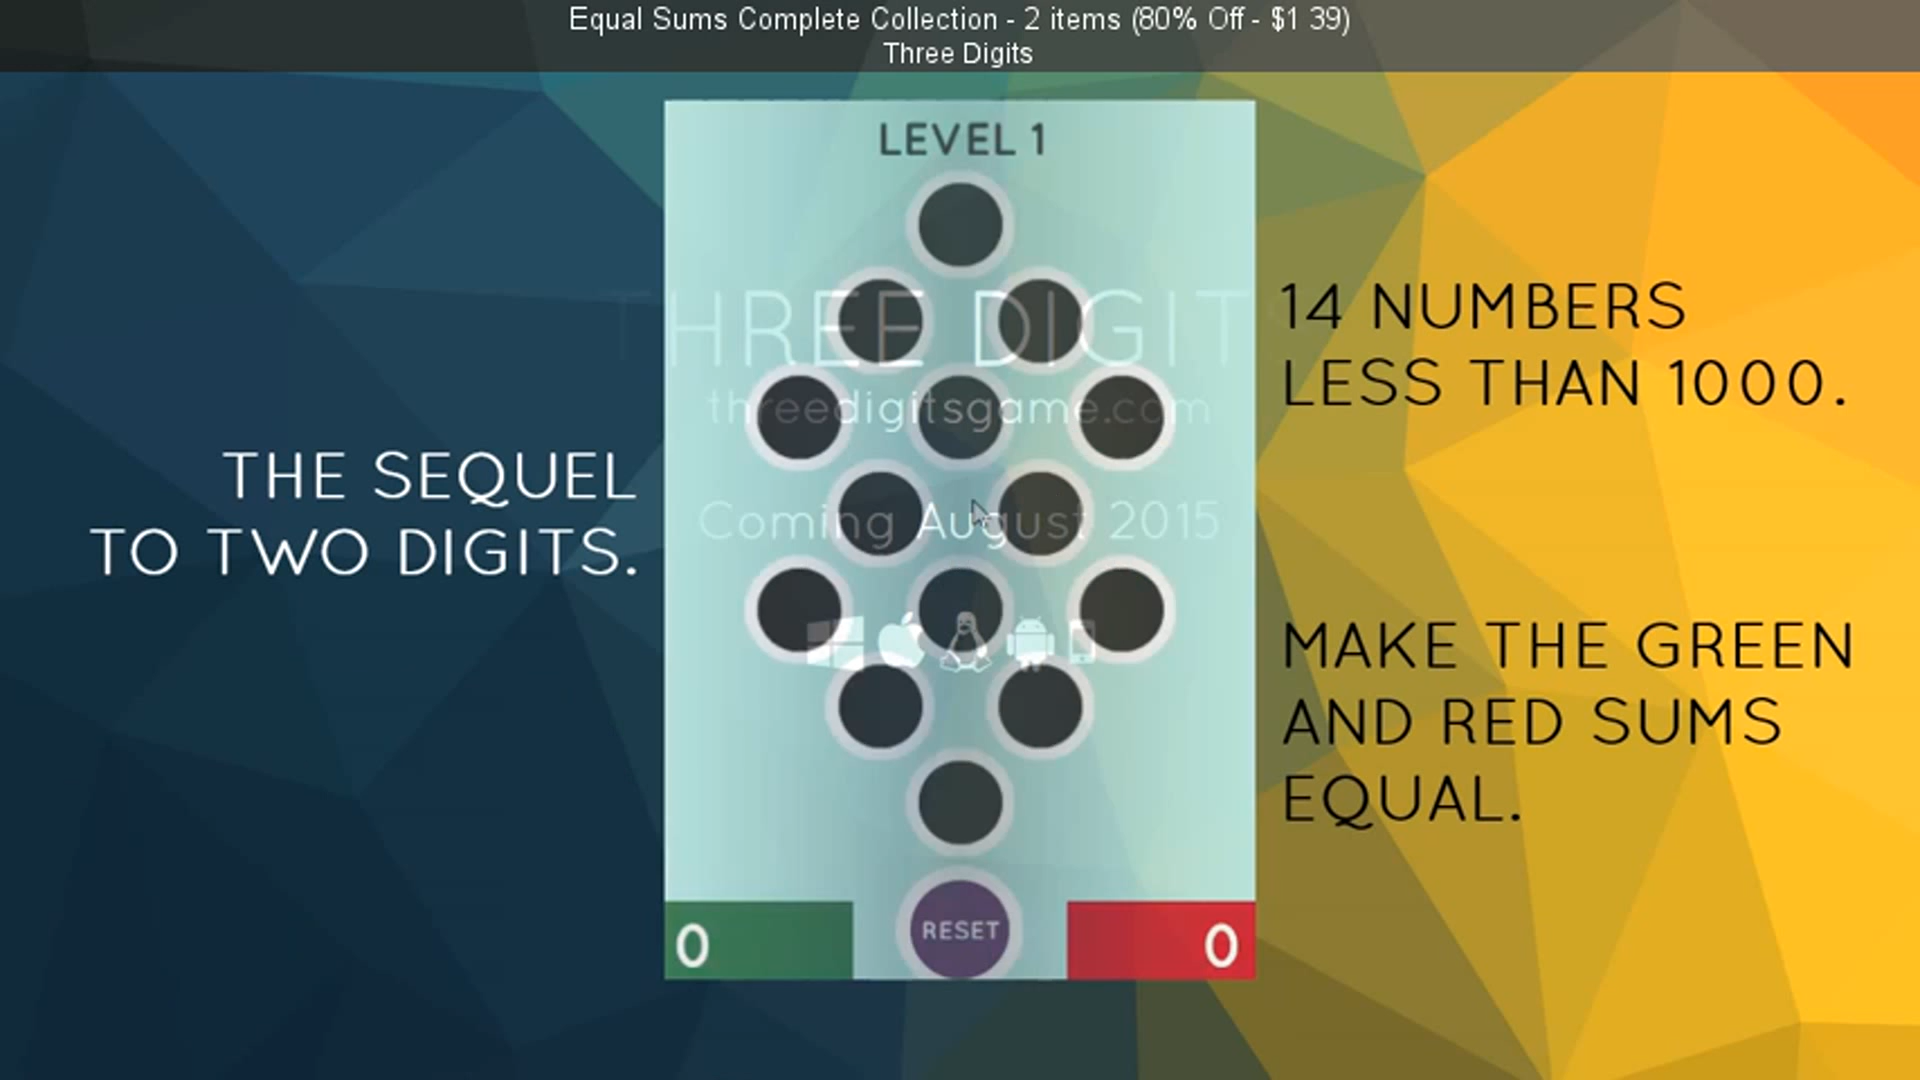 Equal Sums Complete Collection - 2 items (80% Off - $1 39)
Three Digits
LEVEL 1
THREE DIGIT
threedigitsgame.com
Coming August 2015
THE SEQUEL
TO TWO DIGITS.
14 NUMBERS
LESS THAN 1000.
MAKE THE GREEN
AND RED SUMS
EQUAL.
0
RESET
0